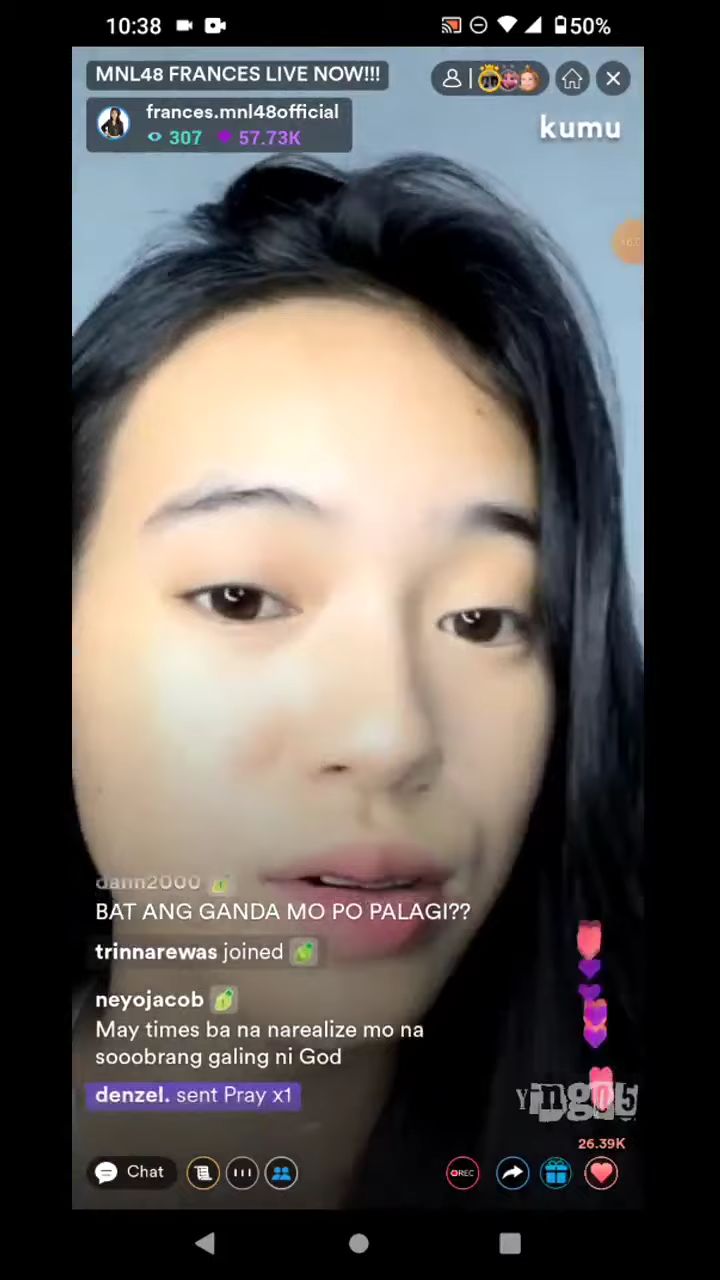 10:38
50%
MNL48 FRANCES LIVE NOW!!!
frances.mnl48official
307 57.73K
kumu
dann2000
BAT ANG GANDA MO PO PALAGI??
trinnarewas joined
neyojacob
May times ba na narealize mo na
sooobrang galing ni God
denzel. sent Pray x1
26.39K
Chat
REC